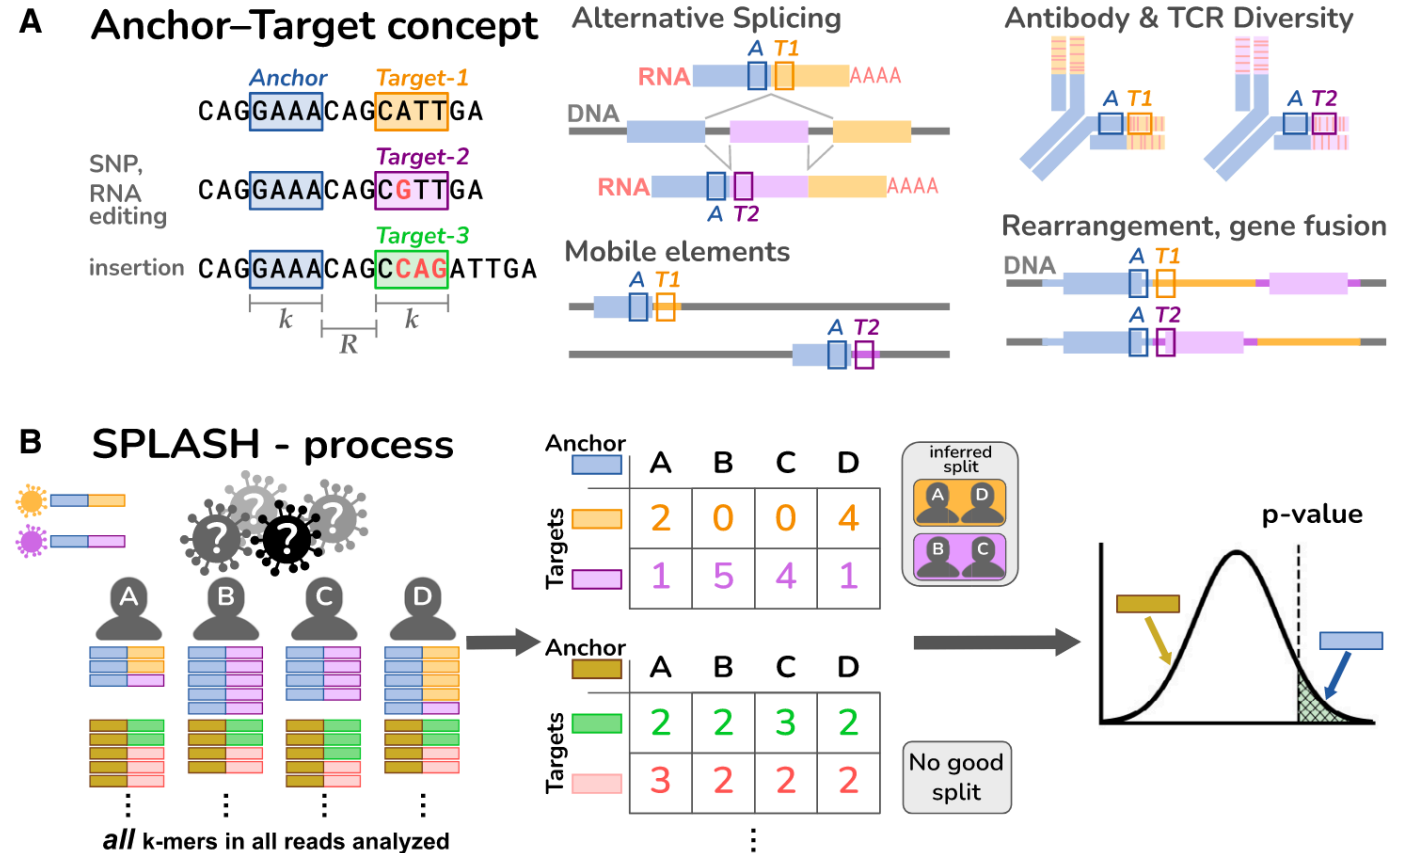 A
Anchor–Target concept
Anchor
Target-1
CAGGAAACAGCATTGA
SNP,
RNA
editing
Target-2
CAGGAAACAGCGTTGA
Target-3
insertion
CAGGAAACAGCCAGATTGA
k
R
k
Alternative Splicing
A T1
RNA
AAAA
DNA
RNA
AAAA
A T2
Mobile elements
A T1
A T2
Antibody & TCR Diversity
A T1
A T2
Rearrangement, gene fusion
DNA
A T1
A T2
B
SPLASH - process
? ? ? ?
A B C D
all k-mers in all reads analyzed
Anchor
A B C D
Targets
2 0 0 4
1 5 4 1
inferred
split
A D
B C
Anchor
A B C D
Targets
2 2 3 2
3 2 2 2
No good
split
p-value